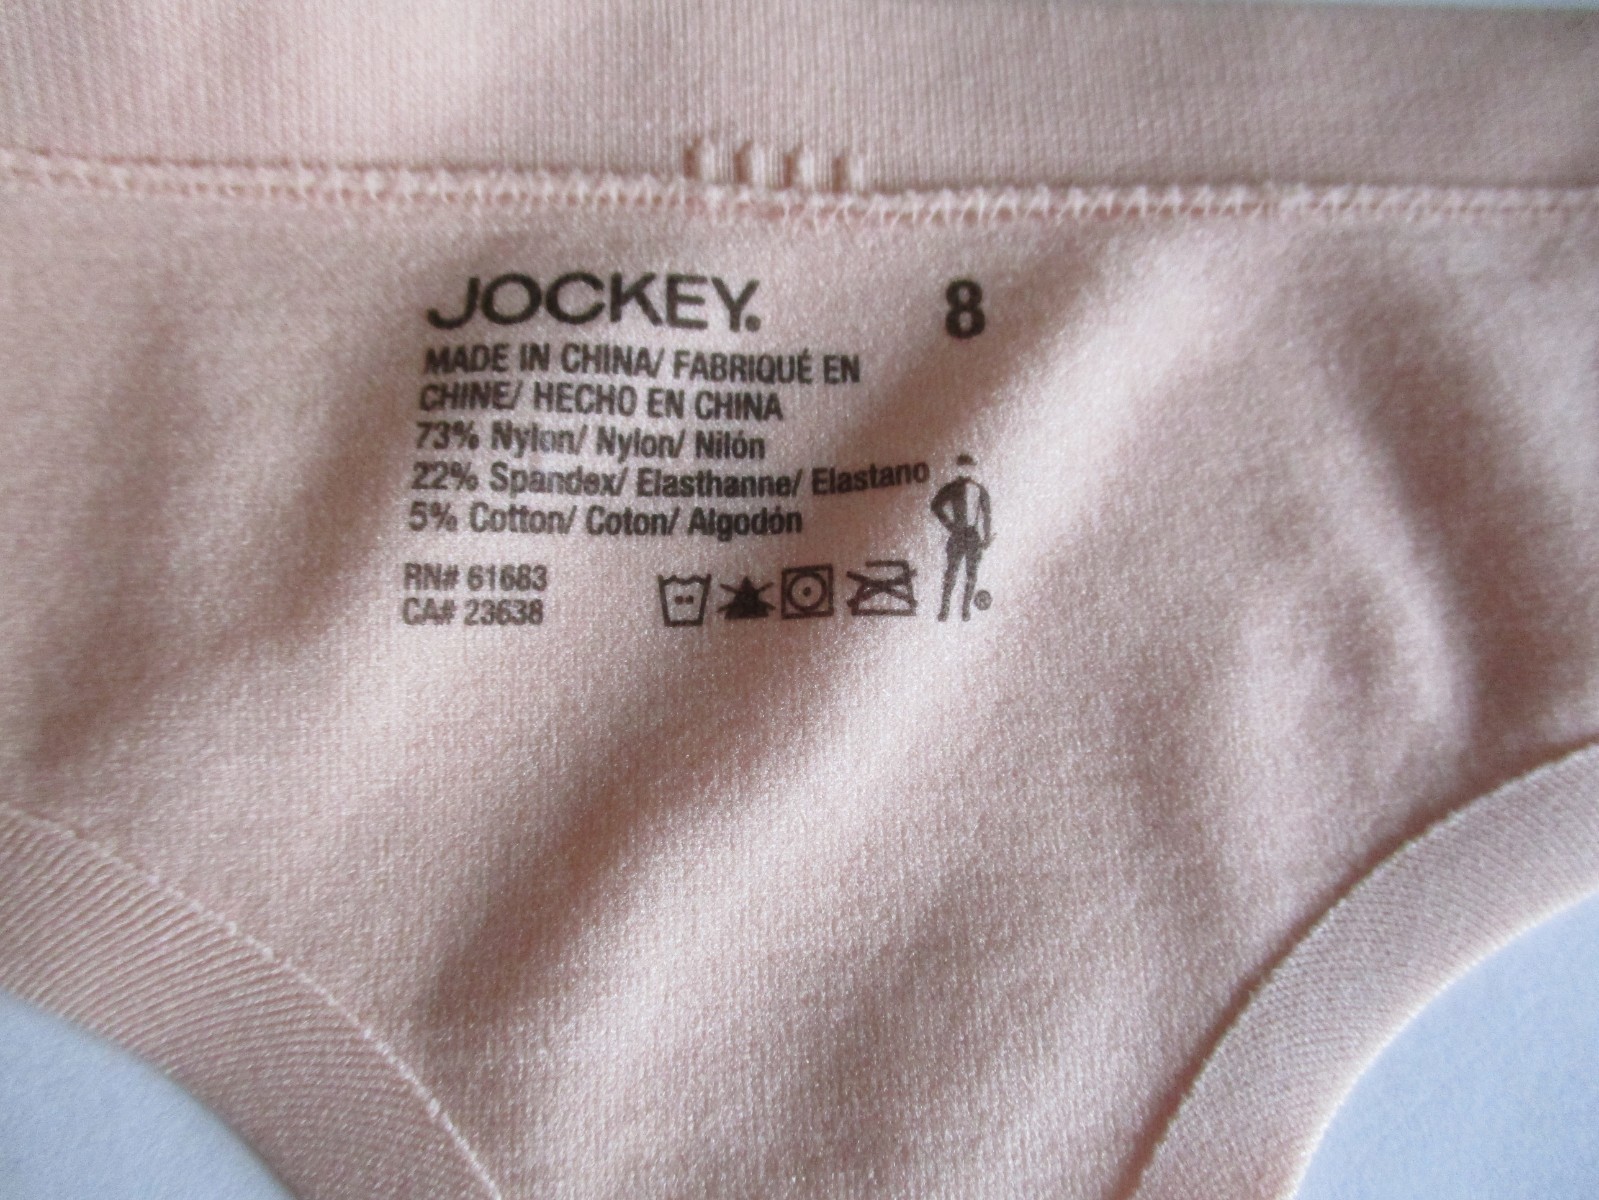 JOCKEY. 8
MADE IN CHINA/ FABRIQUÉ EN
CHINE/ HECHO EN CHINA
73% Nylon/ Nylon/ Nilón
22% Spandex/ Elasthanne/ Elastano
5% Cotton/ Coton/ Algodón
RN# 61683
CA# 23638
®